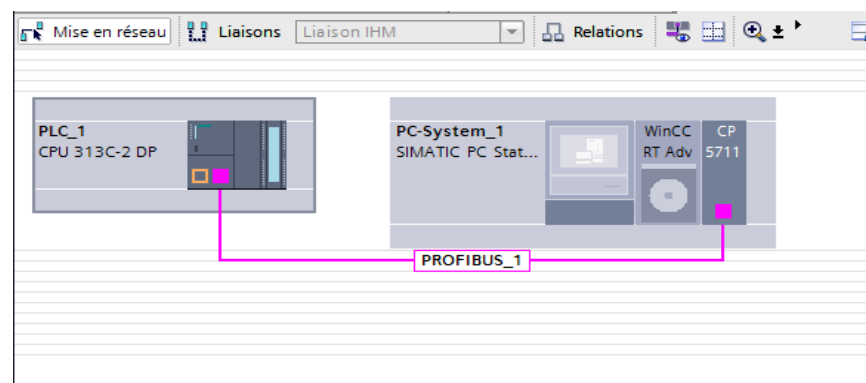 Mise en réseau Liaisons Liaison IHM Relations
PLC_1
CPU 313C-2 DP
PC-System_1
SIMATIC PC Stat...
WinCC
RT Adv
CP
5711
PROFIBUS_1